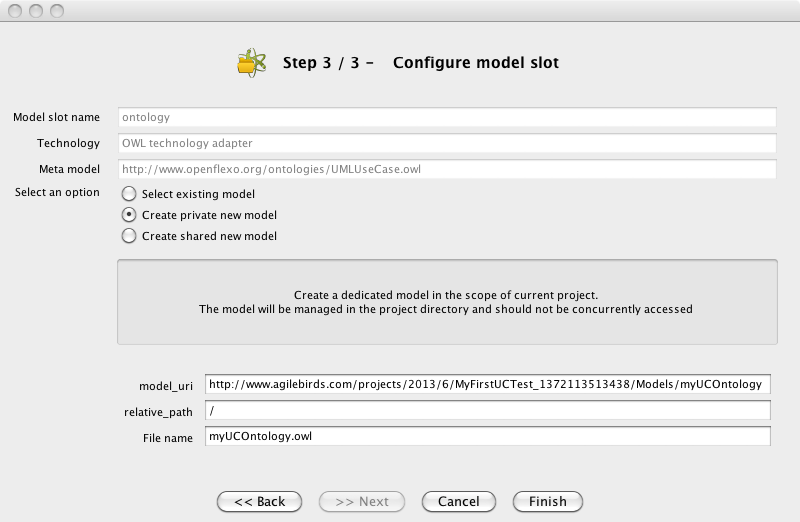 Step 3 / 3 - Configure model slot
Model slot name ontology
Technology OWL technology adapter
Meta model http://www.openflexo.org/ontologies/UMLUseCase.owl
Select an option Select existing model
Create private new model
Create shared new model
Create a dedicated model in the scope of current project.
The model will be managed in the project directory and should not be concurrently accessed
model_uri http://www.agilebirds.com/projects/2013/6/MyFirstUCTest_1372113513438/Models/myUCOntology
relative_path /
File name myUCOntology.owl
<< Back >> Next Cancel Finish